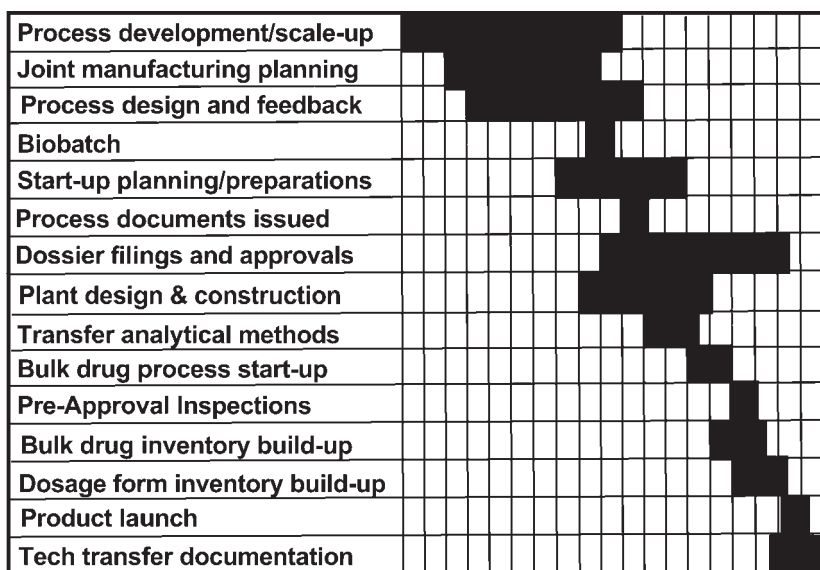 Process development/scale-up
Joint manufacturing planning
Process design and feedback
Biobatch
Start-up planning/preparations
Process documents issued
Dossier filings and approvals
Plant design & construction
Transfer analytical methods
Bulk drug process start-up
Pre-Approval Inspections
Bulk drug inventory build-up
Dosage form inventory build-up
Product launch
Tech transfer documentation